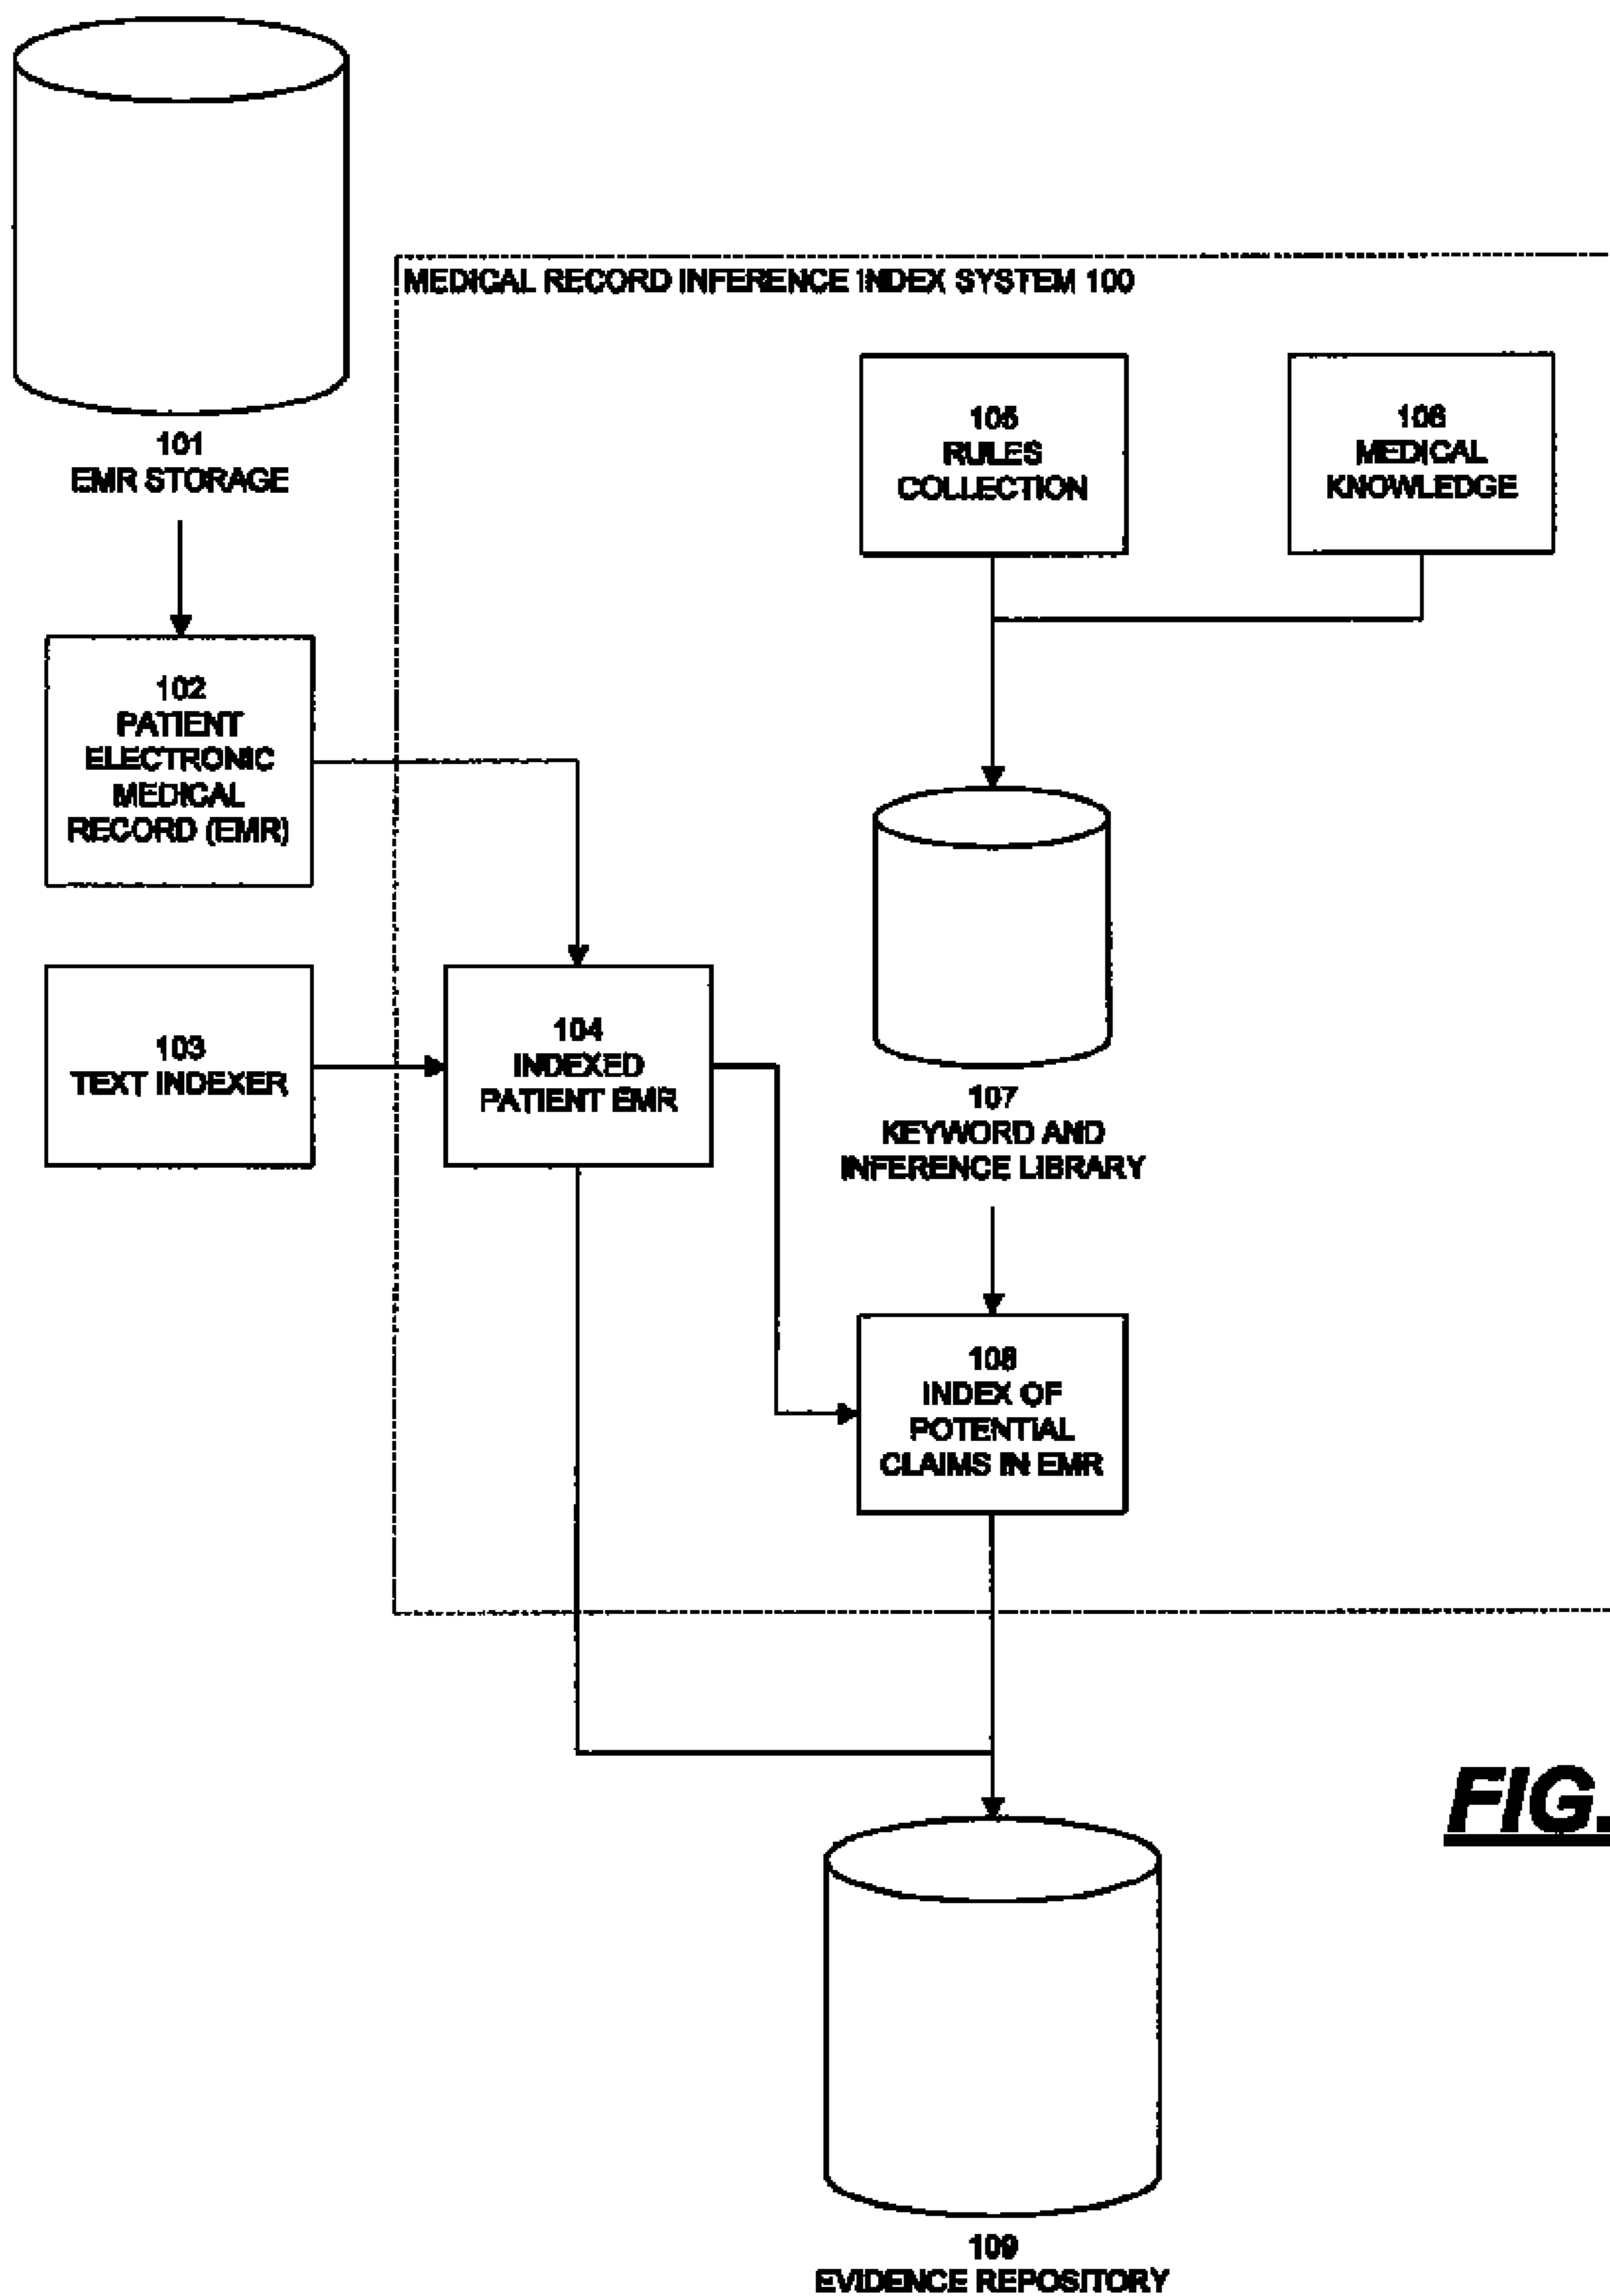 MEDICAL RECORD INFERENCE INDEX SYSTEM 100
101
EMR STORAGE
105
RULES
COLLECTION
106
MEDICAL
KNOWLEDGE
102
PATIENT
ELECTRONIC
MEDICAL
RECORD (EMR)
103
TEXT INDEXER
104
INDEXED
PATIENT EMR
107
KEYWORD AND
INFERENCE LIBRARY
108
INDEX OF
POTENTIAL
CLAIMS IN EMR
FIG.
109
EVIDENCE REPOSITORY